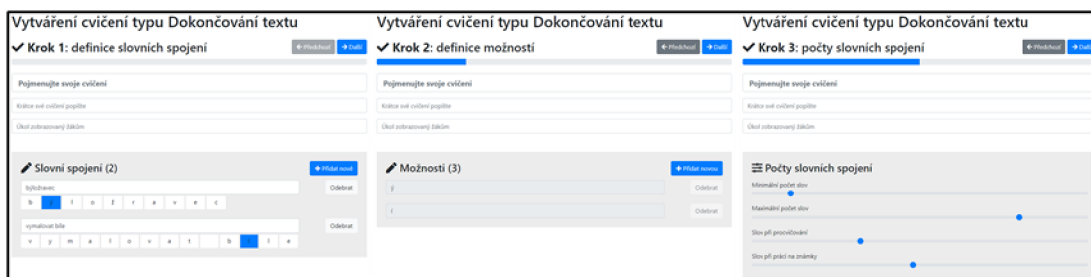 Vytváření cvičení typu Dokončování textu
Krok 1: definice slovních spojení
Předchozí
Další
Pojmenujte svoje cvičení
Krátce své cvičení popište
Úkol zobrazovaný žákům
Slovní spojení (2)
Přidat nové
býložravec
Odebrat
b ý l o ž r a v e c
vymalovat bíle
Odebrat
v y m a l o v a t b í l e
Vytváření cvičení typu Dokončování textu
Krok 2: definice možností
Předchozí
Další
Pojmenujte svoje cvičení
Krátce své cvičení popište
Úkol zobrazovaný žákům
Možnosti (3)
Přidat novou
ý
Odebrat
í
Odebrat
Vytváření cvičení typu Dokončování textu
Krok 3: počty slovních spojení
Předchozí
Další
Pojmenujte svoje cvičení
Krátce své cvičení popište
Úkol zobrazovaný žákům
Počty slovních spojení
Minimální počet slov
Maximální počet slov
Slov při procvičování
Slov při práci na známky